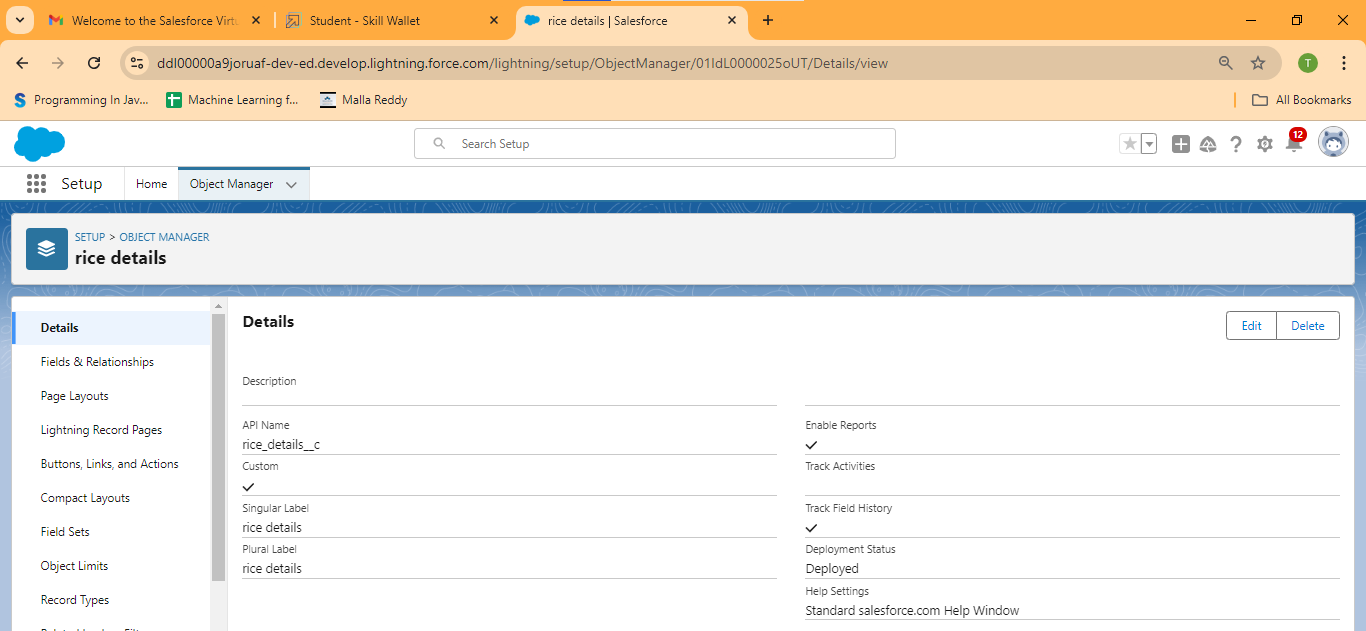 Welcome to the Salesforce Virtu
Student - Skill Wallet
rice details | Salesforce
ddl00000a9joruaf-dev-ed.develop.lightning.force.com/lightning/setup/ObjectManager/01IdL0000025oUT/Details/view
T
S Programming In Jav...
Machine Learning f...
Malla Reddy
All Bookmarks
Search Setup
12
Setup
Home
Object Manager
SETUP > OBJECT MANAGER
rice details
Details
Fields & Relationships
Page Layouts
Lightning Record Pages
Buttons, Links, and Actions
Compact Layouts
Field Sets
Object Limits
Record Types
Details
Edit
Delete
Description
API Name
rice_details__c
Custom
Singular Label
rice details
Plural Label
rice details
Enable Reports
Track Activities
Track Field History
Deployment Status
Deployed
Help Settings
Standard salesforce.com Help Window